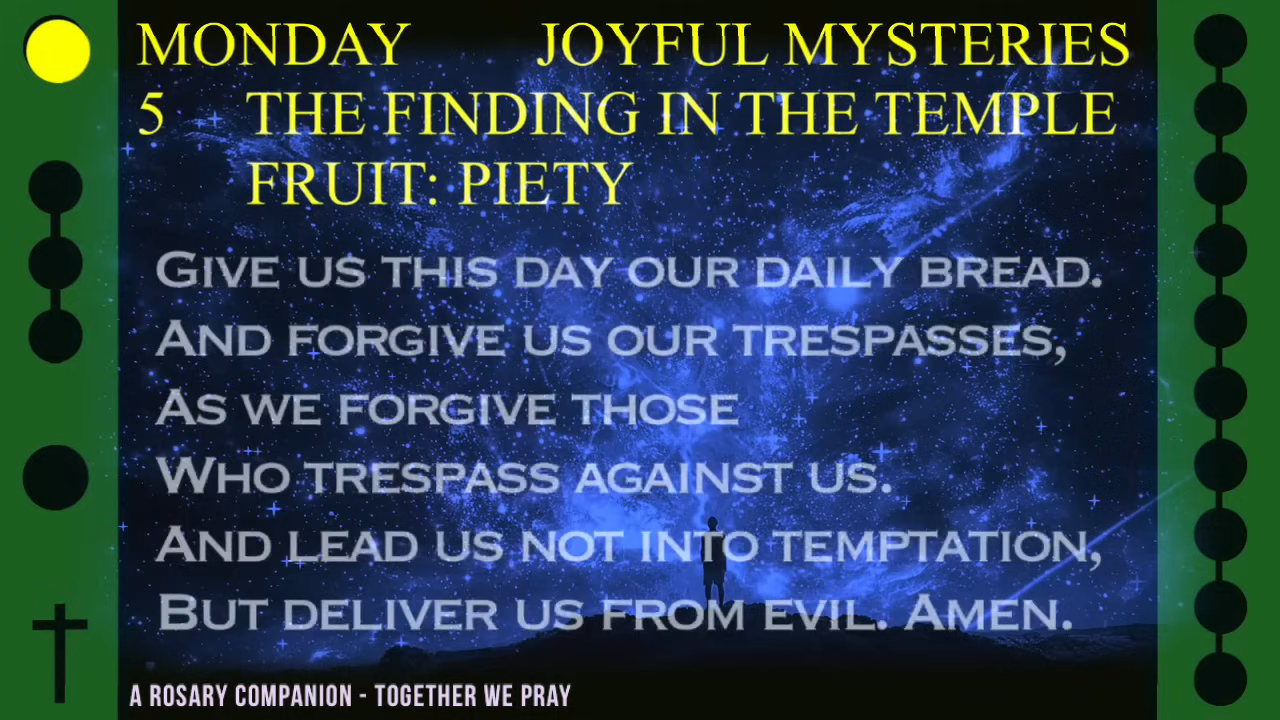 MONDAY JOYFUL MYSTERIES
5 THE FINDING IN THE TEMPLE
FRUIT: PIETY
GIVE US THIS DAY OUR DAILY BREAD.
AND FORGIVE US OUR TRESPASSES,
AS WE FORGIVE THOSE
WHO TRESPASS AGAINST US.
AND LEAD US NOT INTO TEMPTATION,
BUT DELIVER US FROM EVIL. AMEN.
A ROSARY COMPANION - TOGETHER WE PRAY